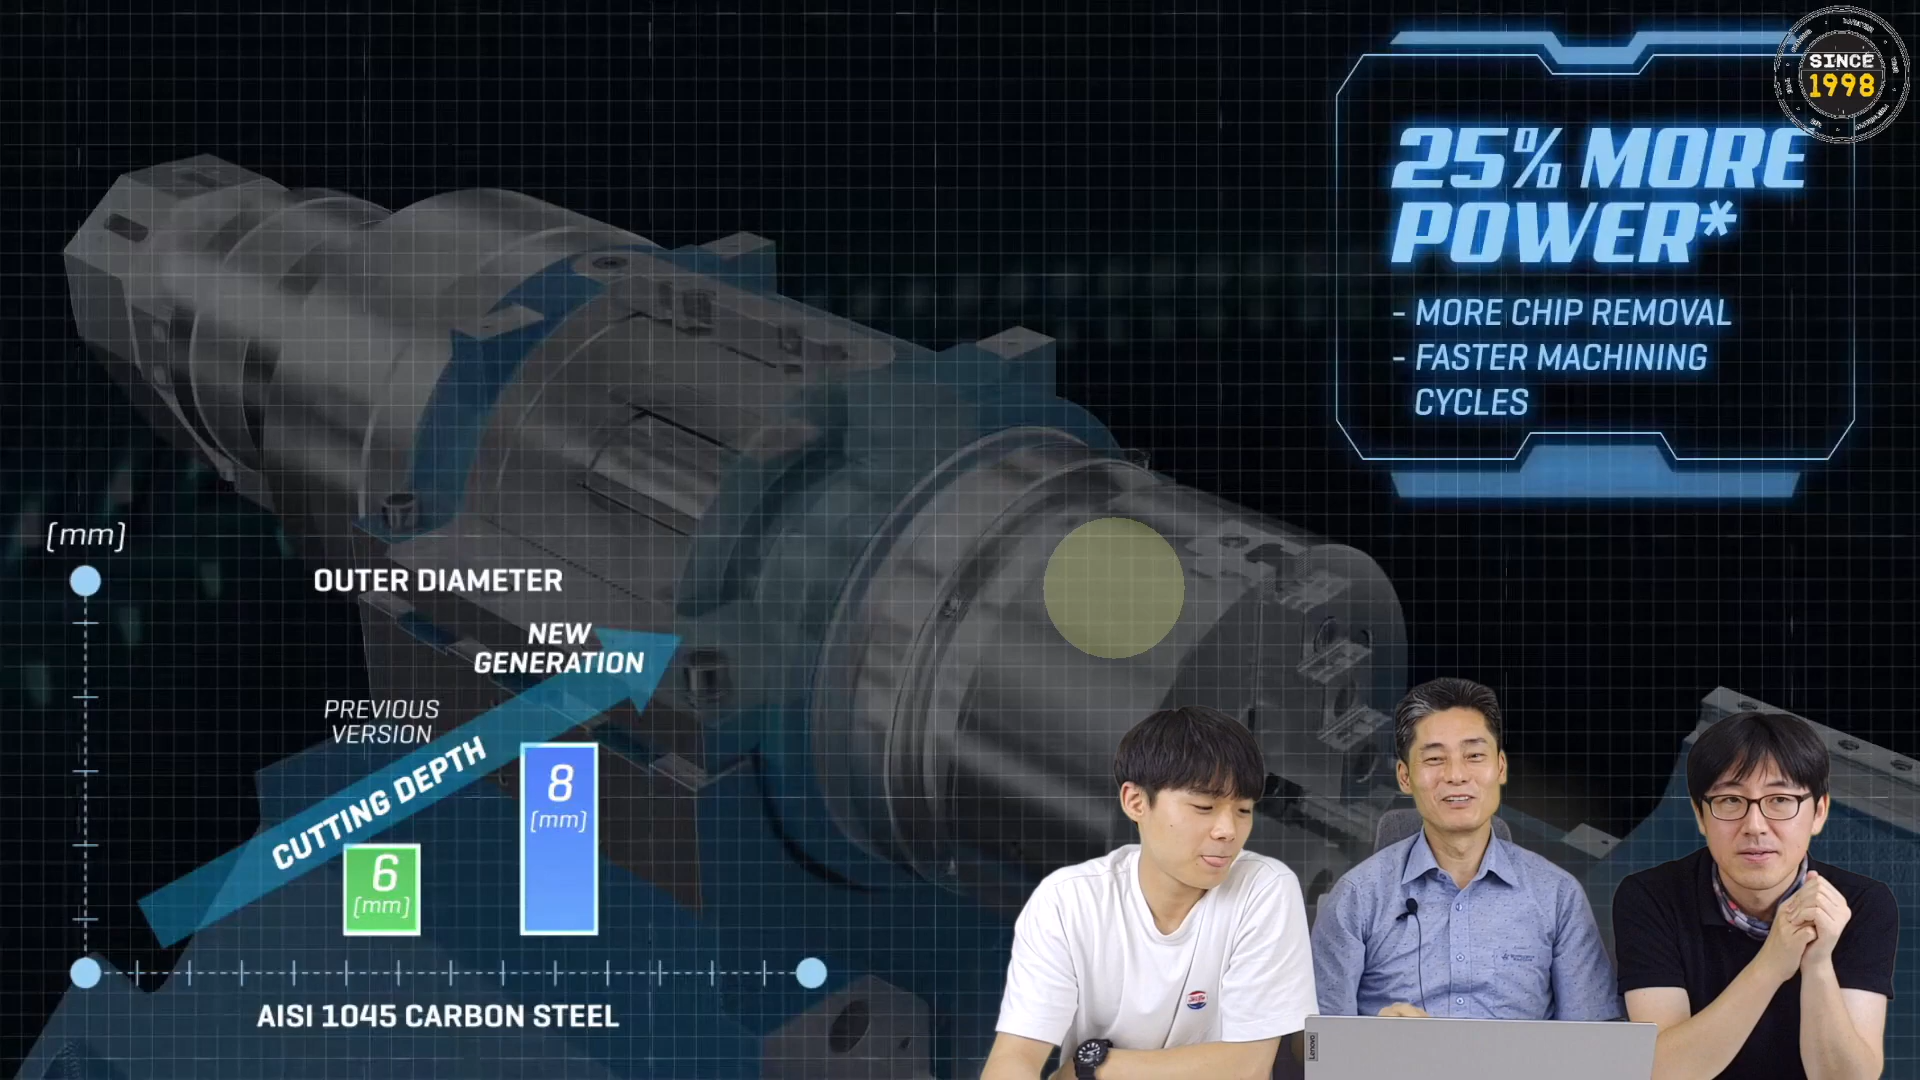 SINCE
1998
25% MORE
POWER*
- MORE CHIP REMOVAL
- FASTER MACHINING
CYCLES
[mm]
OUTER DIAMETER
NEW
GENERATION
PREVIOUS
VERSION
CUTTING DEPTH
8
[mm]
6
[mm]
AISI 1045 CARBON STEEL
Lenovo